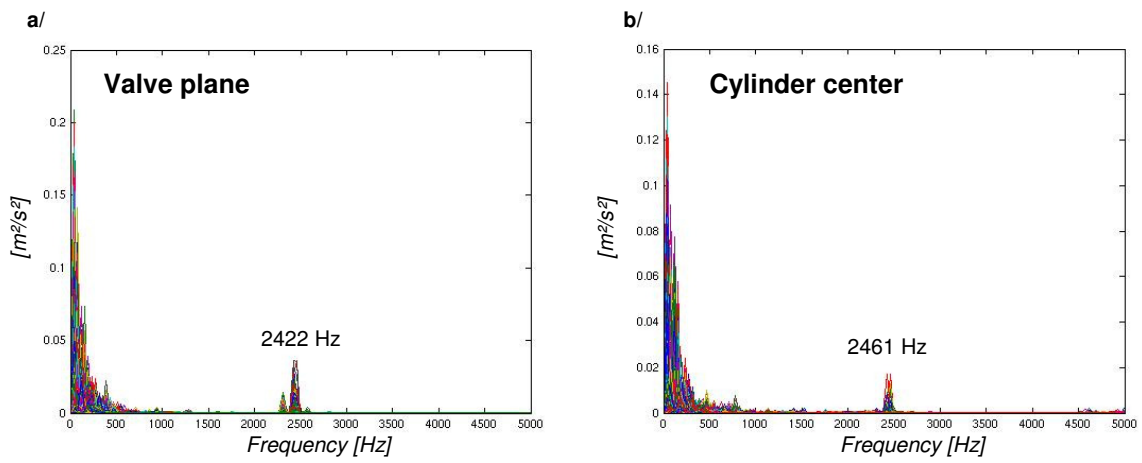 a/
Valve plane
0.25
0.2
0.15
0.1
0.05
0
[m²/s²]
2422 Hz
0 500 1000 1500 2000 2500 3000 3500 4000 4500 5000
Frequency [Hz]
b/
Cylinder center
0.16
0.14
0.12
0.1
0.08
0.06
0.04
0.02
0
[m²/s²]
2461 Hz
0 500 1000 1500 2000 2500 3000 3500 4000 4500 5000
Frequency [Hz]